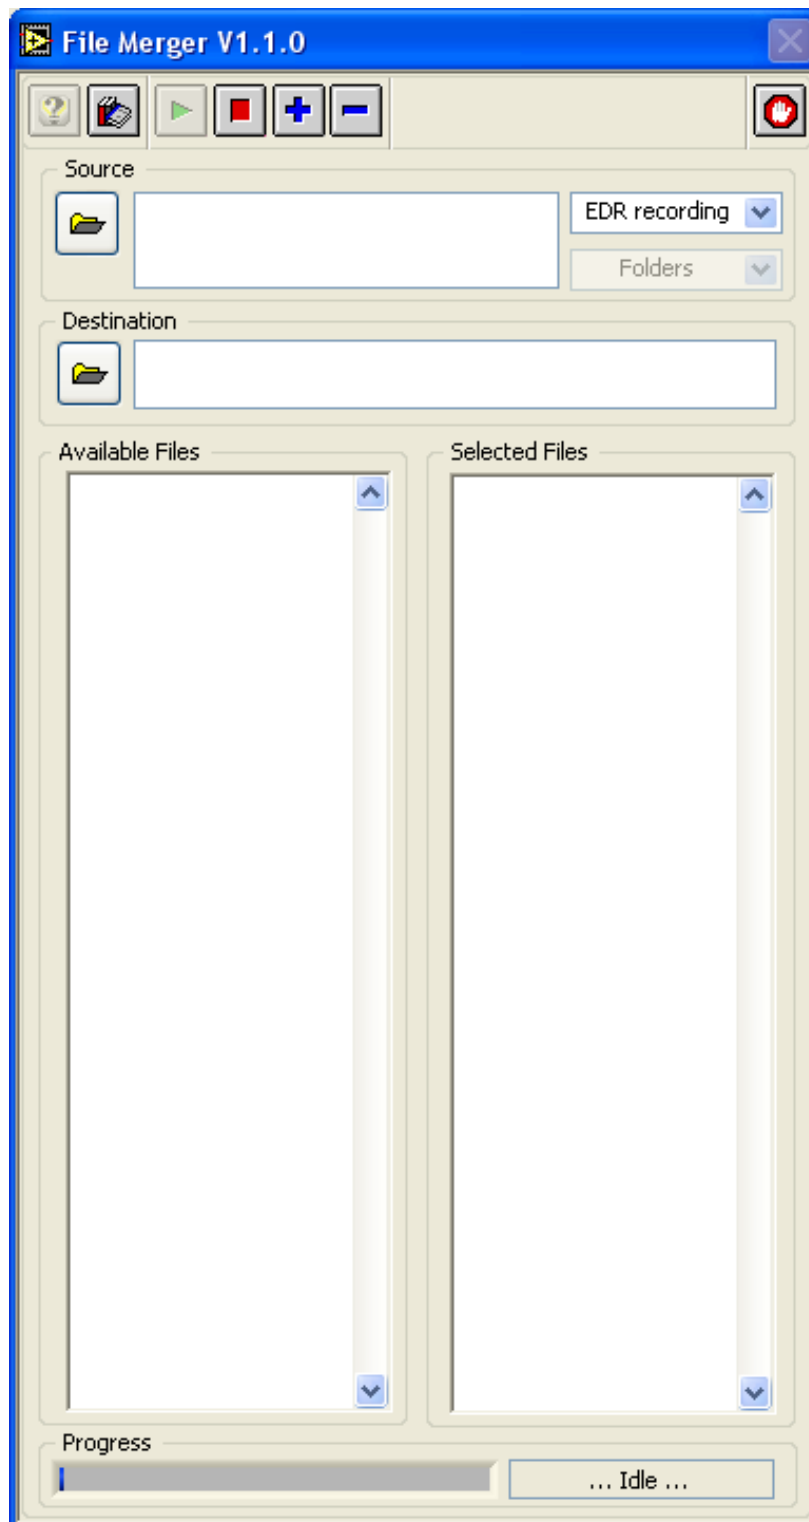 File Merger V1.1.0
Source
EDR recording
Folders
Destination
Available Files
Selected Files
Progress
... Idle ...